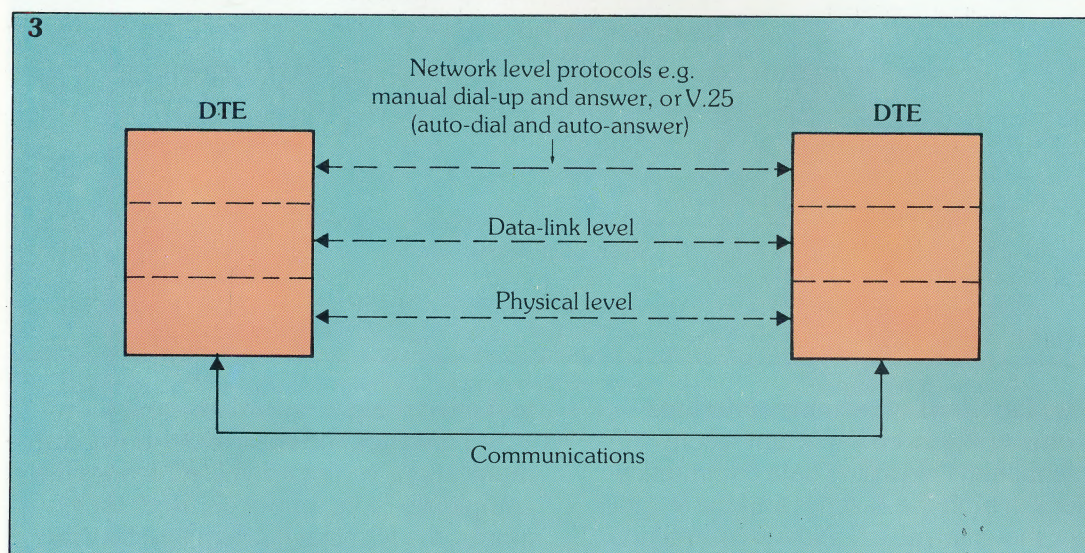 3
Network level protocols e.g.
manual dial-up and answer, or V.25
(auto-dial and auto-answer)
DTE
DTE
Data-link level
Physical level
Communications